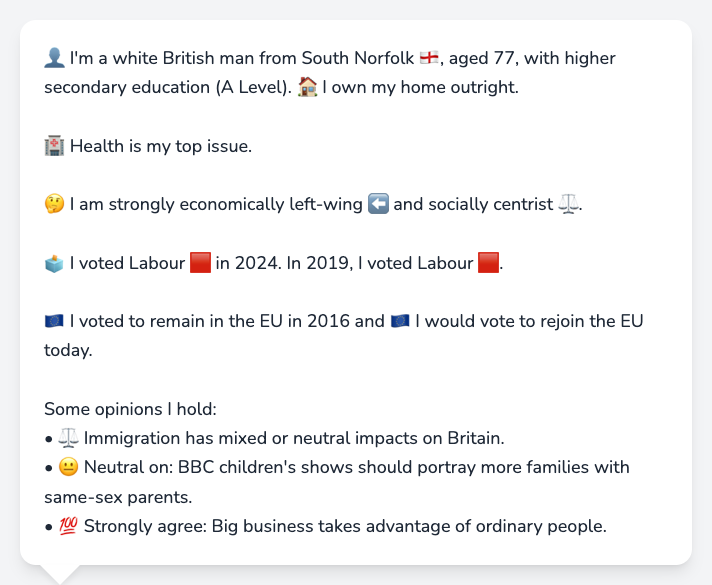 👤 I'm a white British man from South Norfolk 🏴󠁧󠁢󠁥󠁮󠁧󠁿, aged 77, with higher
secondary education (A Level). 🏠 I own my home outright.
🏥 Health is my top issue.
🤔 I am strongly economically left-wing ⬅️ and socially centrist ⚖️.
🗳️ I voted Labour 🟥 in 2024. In 2019, I voted Labour 🟥.
🇪🇺 I voted to remain in the EU in 2016 and 🇪🇺 I would vote to rejoin the EU
today.
Some opinions I hold:
• ⚖️ Immigration has mixed or neutral impacts on Britain.
• 😐 Neutral on: BBC children's shows should portray more families with
same-sex parents.
• 💯 Strongly agree: Big business takes advantage of ordinary people.